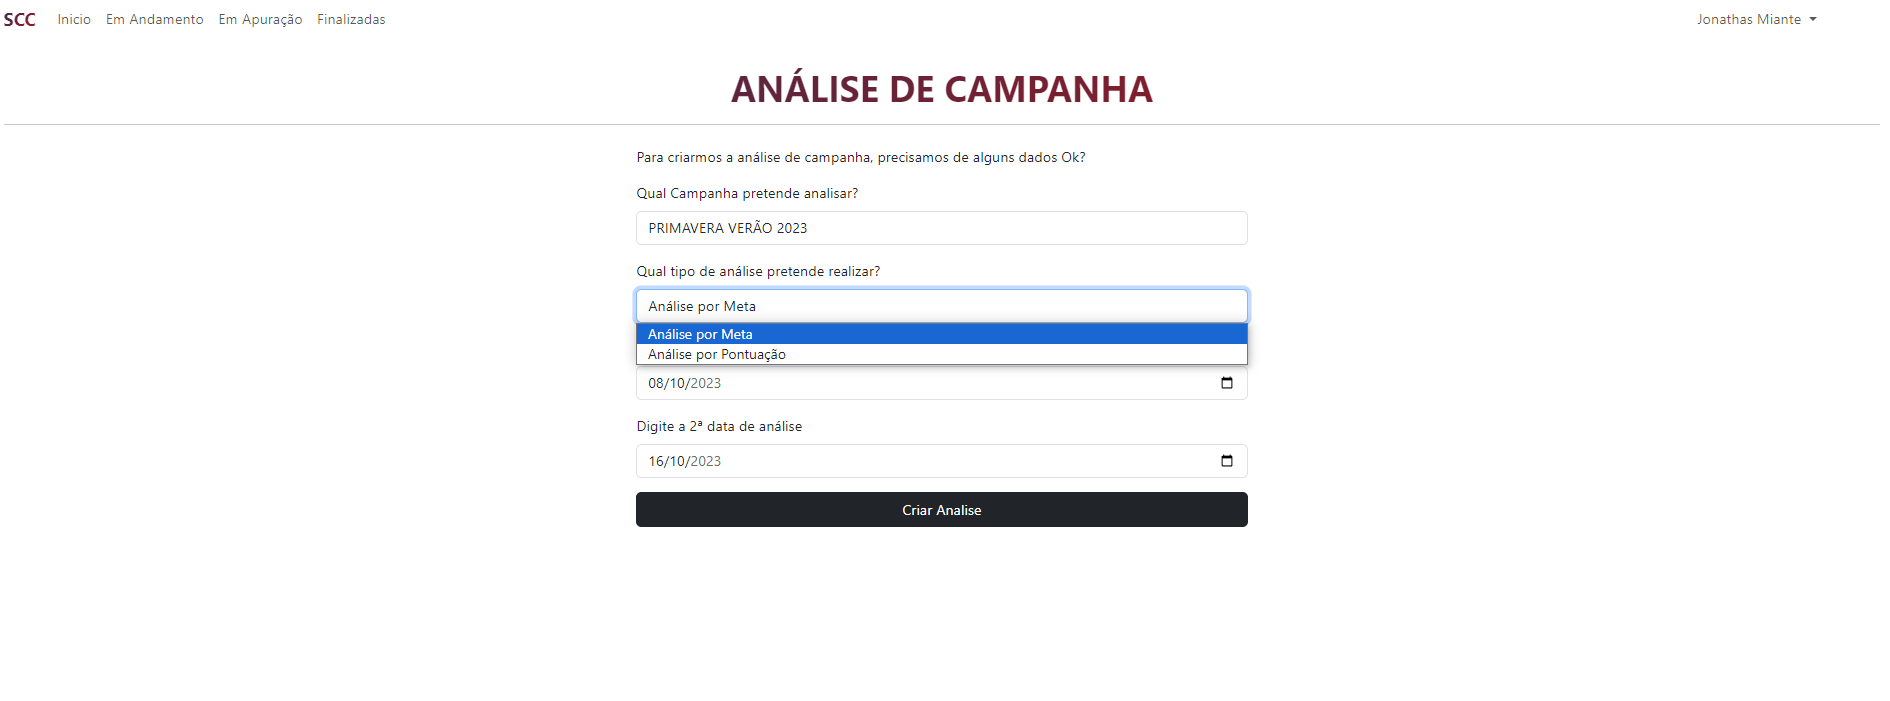 SCC Inicio Em Andamento Em Apuração Finalizadas Jonathas Miante
ANÁLISE DE CAMPANHA
Para criarmos a análise de campanha, precisamos de alguns dados Ok?
Qual Campanha pretende analisar?
PRIMAVERA VERÃO 2023
Qual tipo de análise pretende realizar?
Análise por Meta
Análise por Meta
Análise por Pontuação
08/10/2023
Digite a 2ª data de análise
16/10/2023
Criar Analise